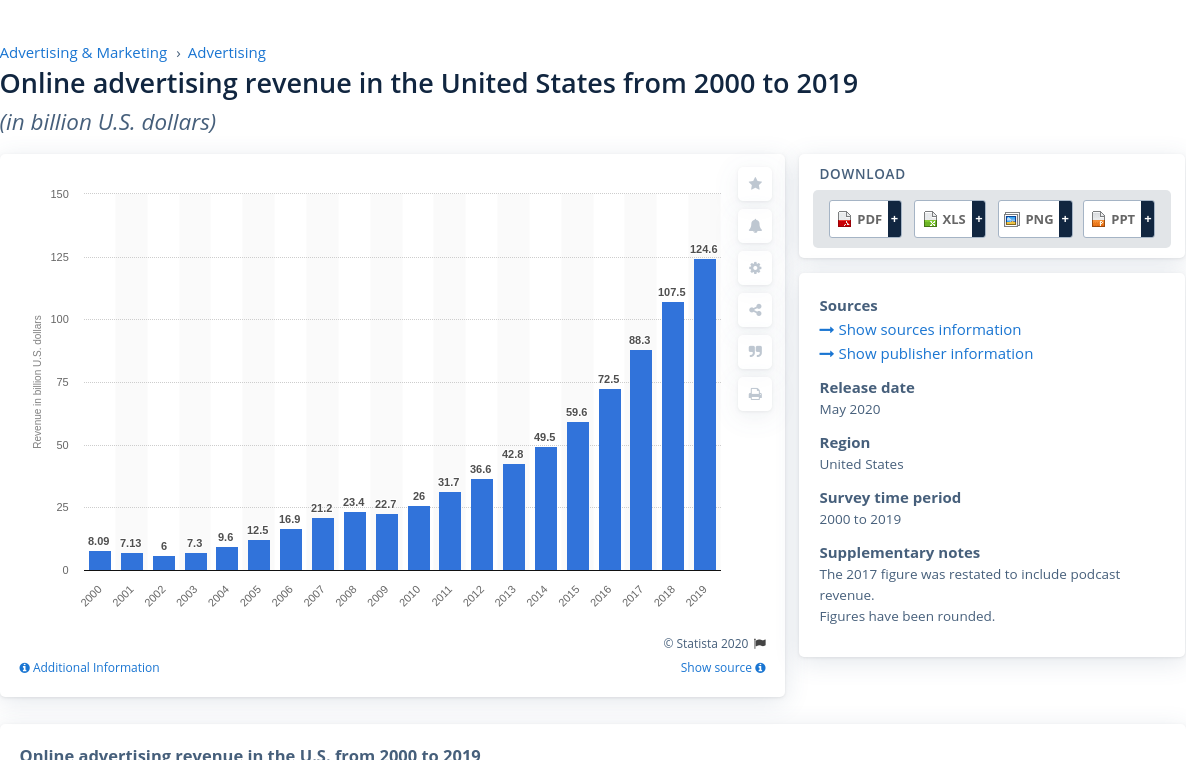 Advertising & Marketing › Advertising
Online advertising revenue in the United States from 2000 to 2019
(in billion U.S. dollars)
150
125
100
75
50
25
0
Revenue in billion U.S. dollars
8.09
7.13
6
7.3
9.6
12.5
16.9
21.2
23.4
22.7
26
31.7
36.6
42.8
49.5
59.6
72.5
88.3
107.5
124.6
2000
2001
2002
2003
2004
2005
2006
2007
2008
2009
2010
2011
2012
2013
2014
2015
2016
2017
2018
2019
© Statista 2020
Additional Information
Show source
DOWNLOAD
PDF + XLS + PNG + PPT +
Sources
Show sources information
Show publisher information
Release date
May 2020
Region
United States
Survey time period
2000 to 2019
Supplementary notes
The 2017 figure was restated to include podcast
revenue.
Figures have been rounded.
Online advertising revenue in the U.S. from 2000 to 2019